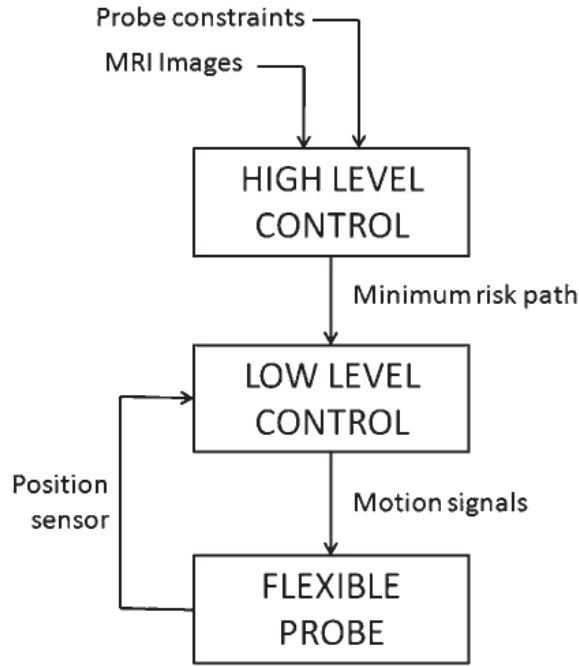 Probe constraints
MRI Images
HIGH LEVEL
CONTROL
Minimum risk path
LOW LEVEL
CONTROL
Position
sensor
Motion signals
FLEXIBLE
PROBE